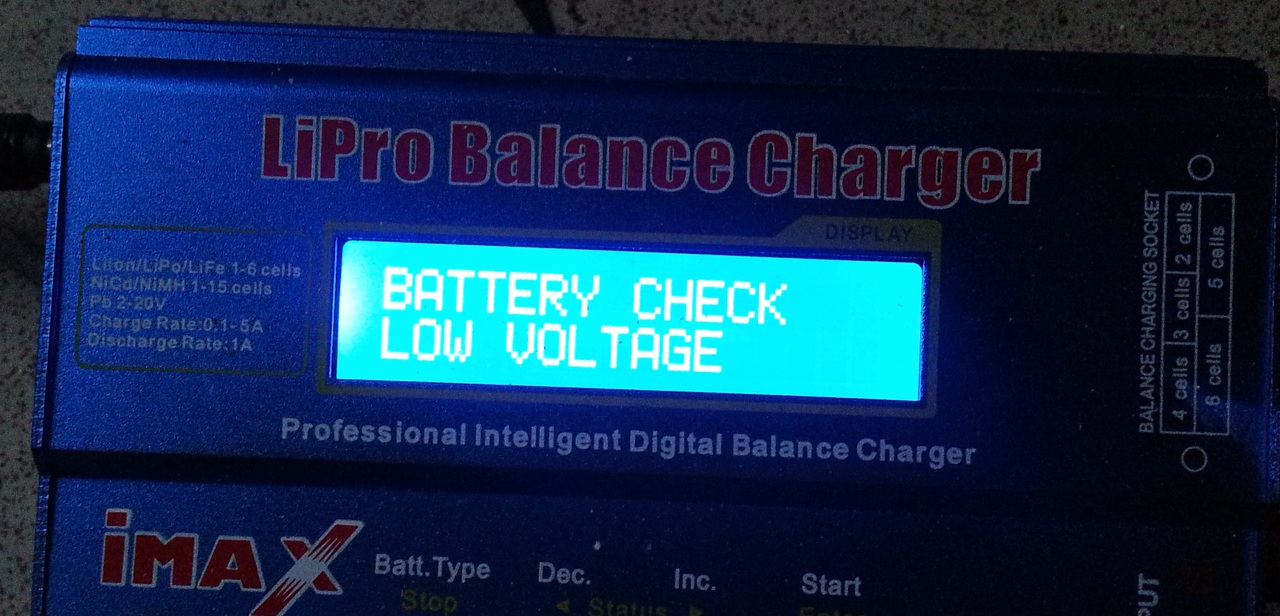 LiPro Balance Charger
DISPLAY
BATTERY CHECK
LOW VOLTAGE
LiIon/LiPo/LiFe 1-6 cells
NiCd/NiMH 1-15 cells
Pb 2-20V
Charge Rate:0.1-5A
Discharge Rate:1A
Professional Intelligent Digital Balance Charger
BALANCE CHARGING SOCKET
4 cells 3 cells 2 cells
6 cells 5 cells
iMAX
Batt.Type Dec. Inc. Start
Stop ◄ Status ►